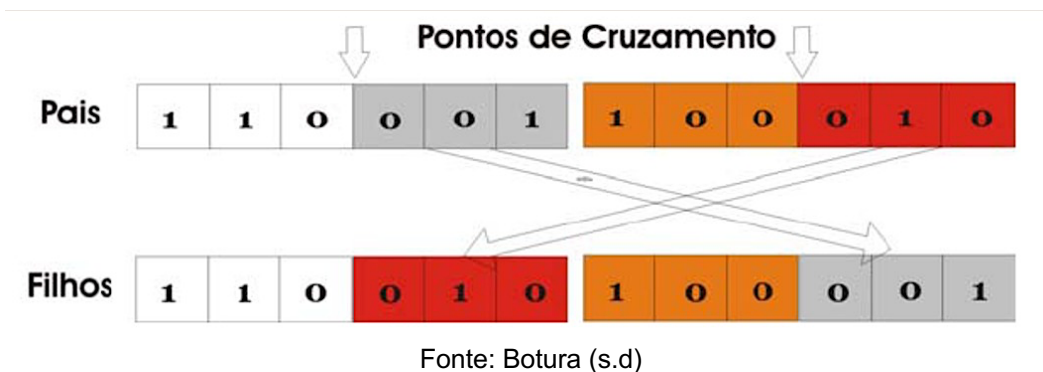 Pontos de Cruzamento
Pais 1 1 0 0 0 1 1 0 0 0 1 0
Filhos 1 1 0 0 1 0 1 0 0 0 0 1
Fonte: Botura (s.d)